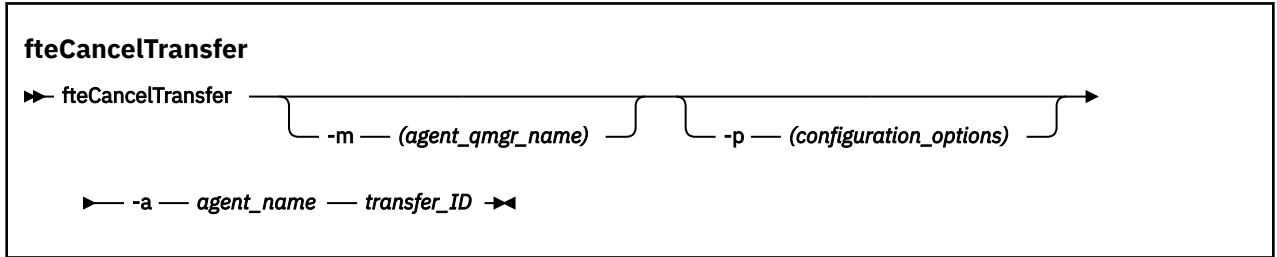 fteCancelTransfer
fteCancelTransfer
-m (agent_qmgr_name) -p (configuration_options)
-a agent_name transfer_ID